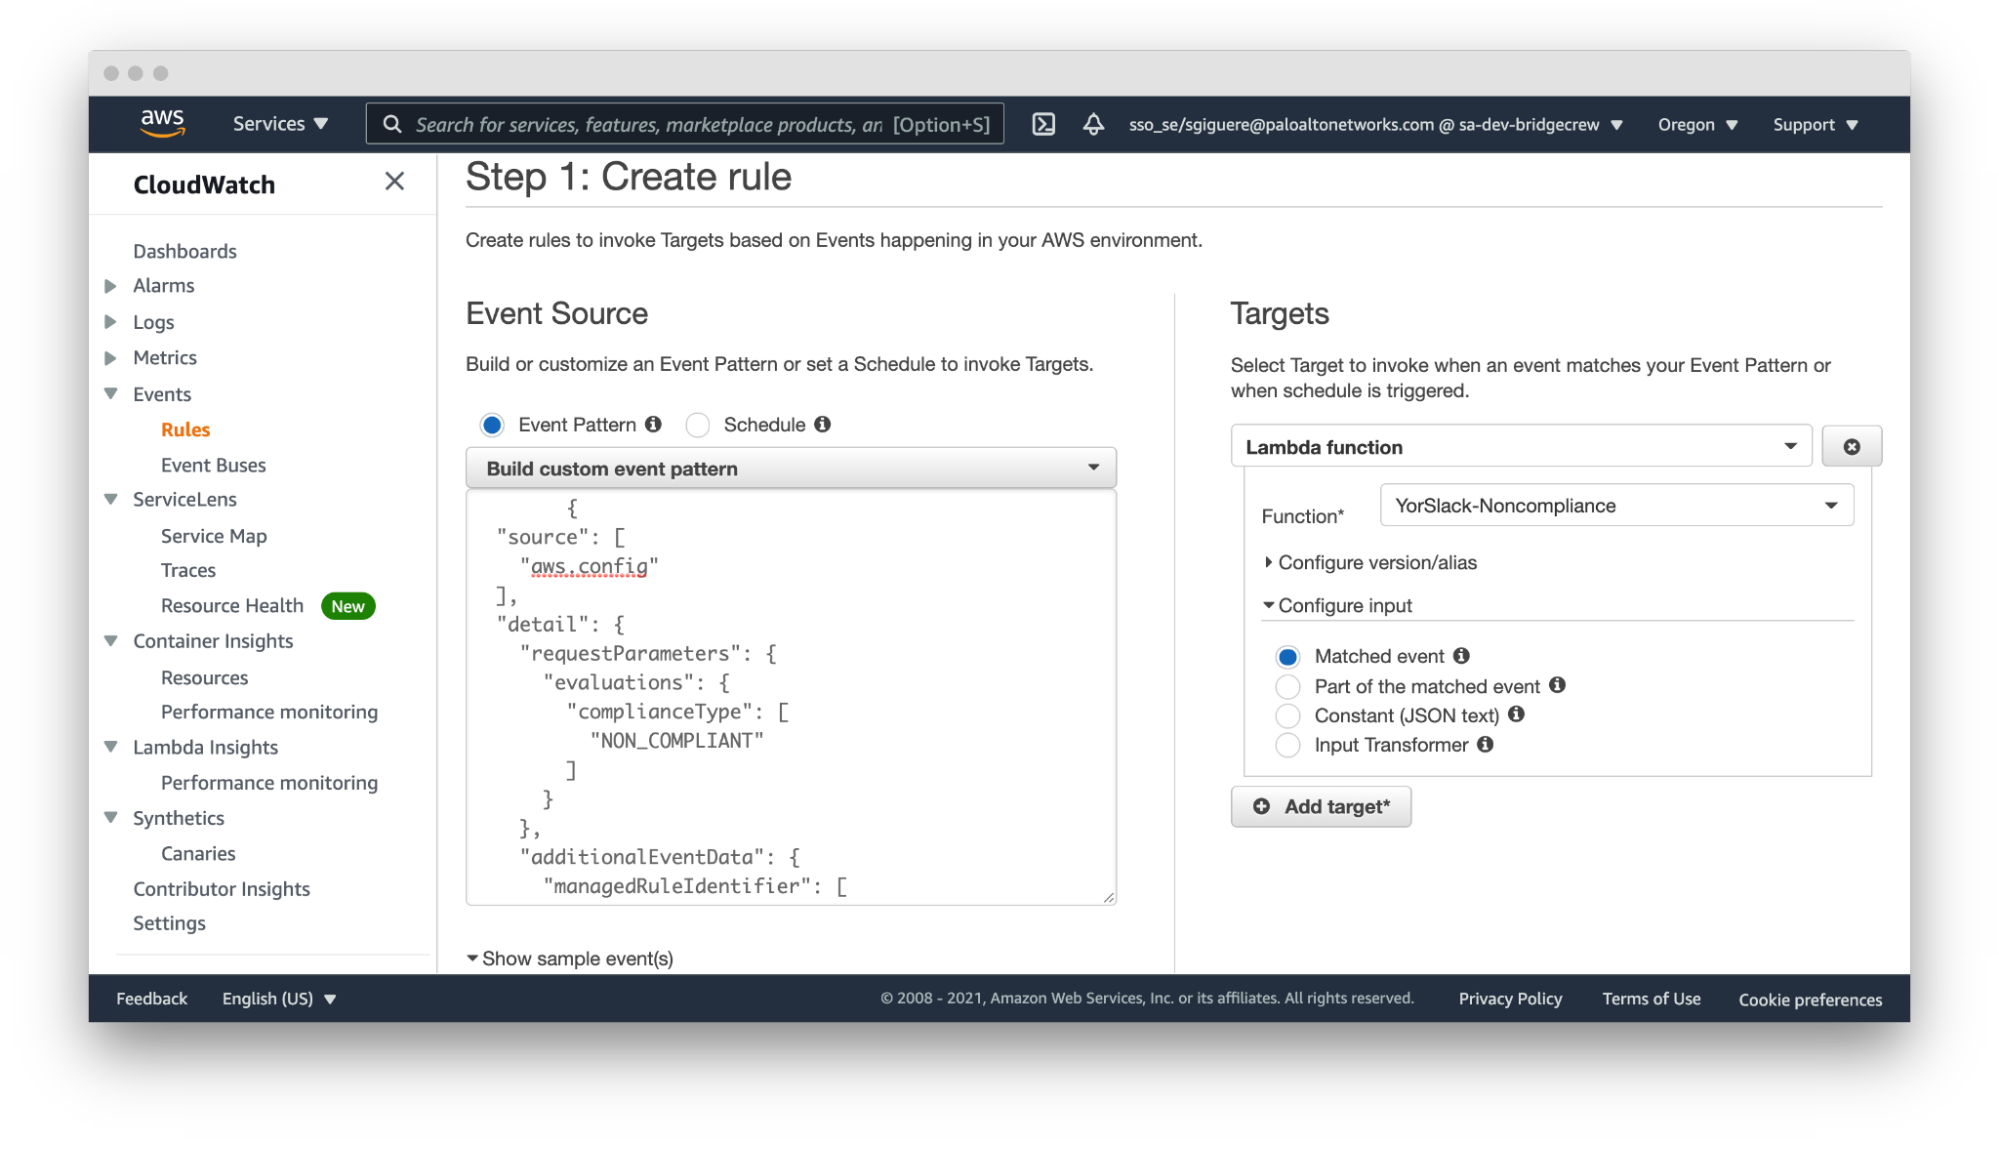 aws
Services
Search for services, features, marketplace products, an [Option+S]
sso_se/sgiguere@paloaltonetworks.com @ sa-dev-bridgecrew
Oregon
Support
CloudWatch
Dashboards
Alarms
Logs
Metrics
Events
Rules
Event Buses
ServiceLens
Service Map
Traces
Resource Health New
Container Insights
Resources
Performance monitoring
Lambda Insights
Performance monitoring
Synthetics
Canaries
Contributor Insights
Settings
Step 1: Create rule
Create rules to invoke Targets based on Events happening in your AWS environment.
Event Source
Build or customize an Event Pattern or set a Schedule to invoke Targets.
Event Pattern
Schedule
Build custom event pattern
{
"source": [
"aws.config"
],
"detail": {
"requestParameters": {
"evaluations": {
"complianceType": [
"NON_COMPLIANT"
]
}
},
"additionalEventData": {
"managedRuleIdentifier": [
Show sample event(s)
Targets
Select Target to invoke when an event matches your Event Pattern or
when schedule is triggered.
Lambda function
Function* YorSlack-Noncompliance
Configure version/alias
Configure input
Matched event
Part of the matched event
Constant (JSON text)
Input Transformer
Add target*
Feedback
English (US)
© 2008 - 2021, Amazon Web Services, Inc. or its affiliates. All rights reserved.
Privacy Policy
Terms of Use
Cookie preferences